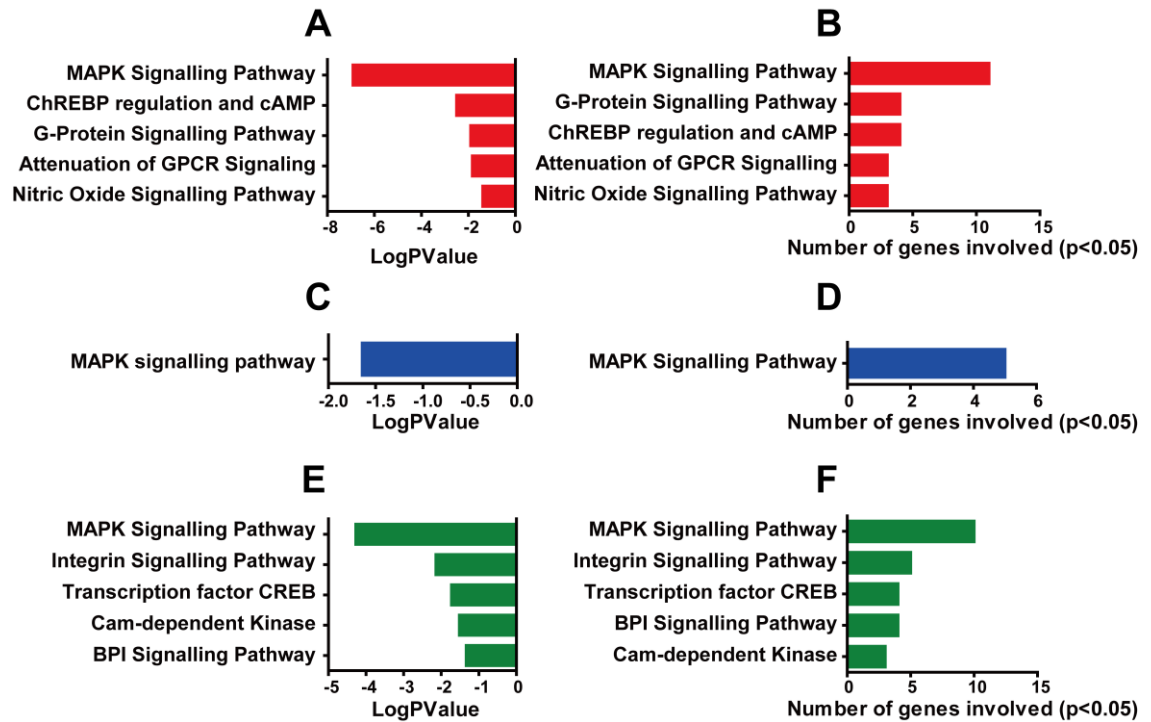 A
MAPK Signalling Pathway
ChREBP regulation and cAMP
G-Protein Signalling Pathway
Attenuation of GPCR Signaling
Nitric Oxide Signalling Pathway
-8 -6 -4 -2 0
LogPValue
B
MAPK Signalling Pathway
G-Protein Signalling Pathway
ChREBP regulation and cAMP
Attenuation of GPCR Signalling
Nitric Oxide Signalling Pathway
0 5 10 15
Number of genes involved (p<0.05)
C
MAPK signalling pathway
-2.0 -1.5 -1.0 -0.5 0.0
LogPValue
D
MAPK Signalling Pathway
0 2 4 6
Number of genes involved (p<0.05)
E
MAPK Signalling Pathway
Integrin Signalling Pathway
Transcription factor CREB
Cam-dependent Kinase
BPI Signalling Pathway
-5 -4 -3 -2 -1 0
LogPValue
F
MAPK Signalling Pathway
Integrin Signalling Pathway
Transcription factor CREB
BPI Signalling Pathway
Cam-dependent Kinase
0 5 10 15
Number of genes involved (p<0.05)